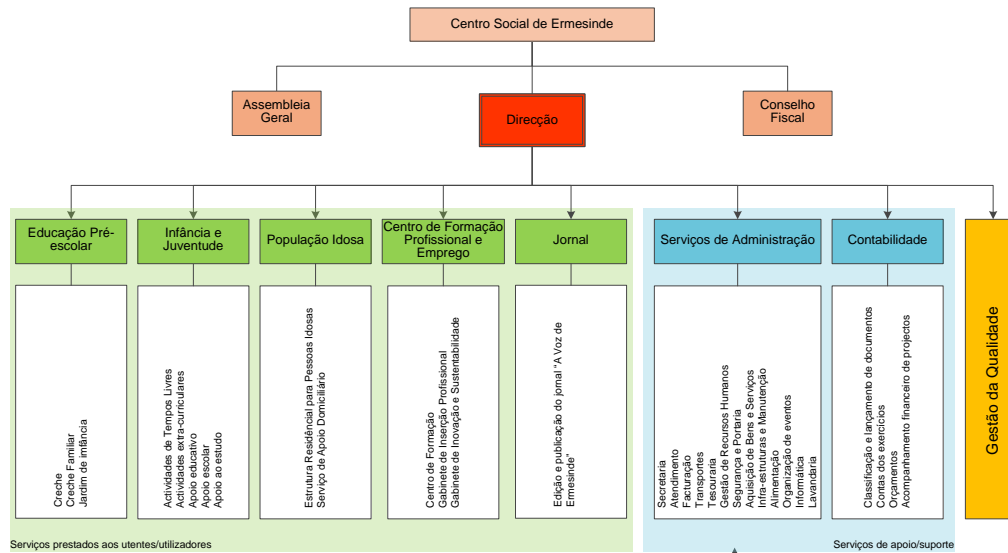 Centro Social de Ermesinde
Assembleia
Geral
Direcção
Conselho
Fiscal
Educação Pré-
escolar
Infância e
Juventude
População Idosa
Centro de Formação
Profissional e
Emprego
Jornal
Serviços de Administração
Contabilidade
Gestão da Qualidade
Creche
Creche Familiar
Jardim de imfância
Actividades de Tempos Livres
Actividades extra-curriculares
Apoio educativo
Apoio escolar
Apoio ao estudo
Estrutura Residêncial para Pessoas Idosas
Serviço de Apoio Domiciliário
Centro de Formação
Gabinete de Inserção Profissional
Gabinete de Inovação e Sustentabilidade
Edição e publicação do jornal "A Voz de
Ermesinde"
Secretaria
Atendimento
Facturação
Transportes
Tesouraria
Gestão de Recursos Humanos
Segurança e Portaria
Aquisição de Bens e Serviços
Infra-estruturas e Manutenção
Alimentação
Organização de eventos
Informática
Lavandaria
Classificação e lançamento de documentos
Contas dos exercícios
Orçamentos
Acompanhamento financeiro de projectos
Serviços prestados aos utentes/utilizadores
Serviços de apoio/suporte